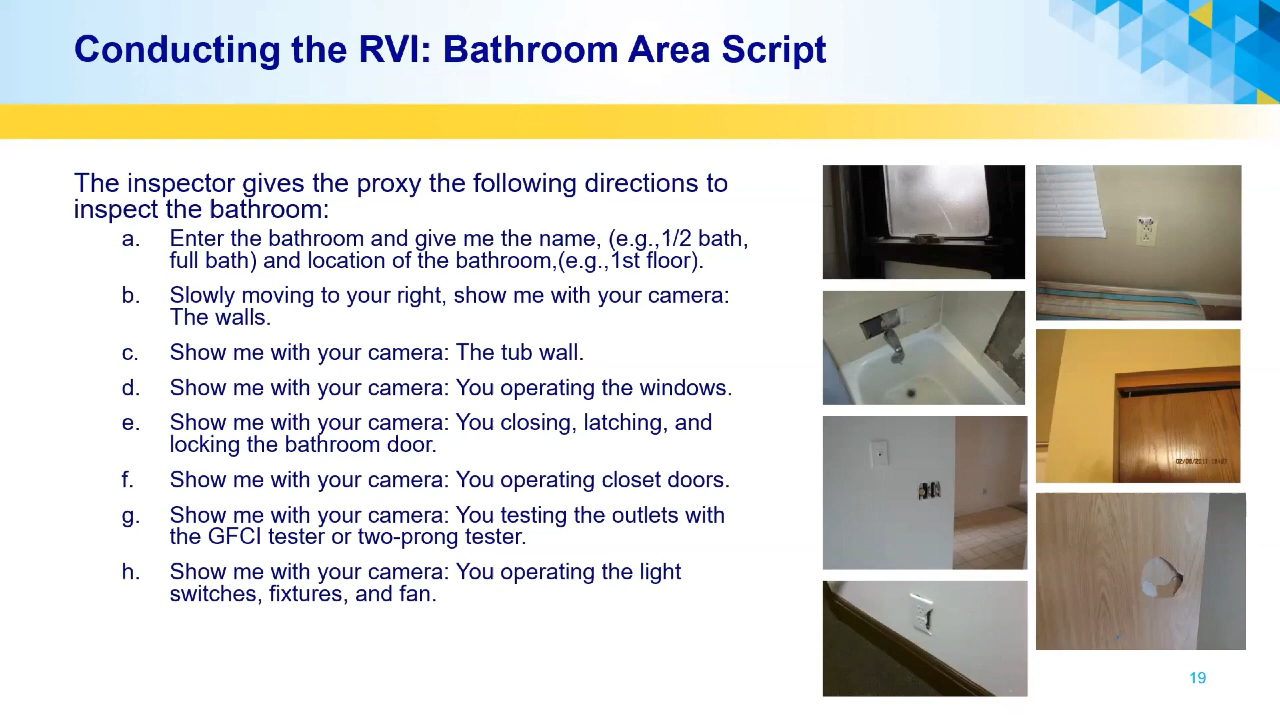 Conducting the RVI: Bathroom Area Script
The inspector gives the proxy the following directions to
inspect the bathroom:
a. Enter the bathroom and give me the name, (e.g.,1/2 bath,
full bath) and location of the bathroom,(e.g.,1st floor).
b. Slowly moving to your right, show me with your camera:
The walls.
c. Show me with your camera: The tub wall.
d. Show me with your camera: You operating the windows.
e. Show me with your camera: You closing, latching, and
locking the bathroom door.
f. Show me with your camera: You operating closet doors.
g. Show me with your camera: You testing the outlets with
the GFCI tester or two-prong tester.
h. Show me with your camera: You operating the light
switches, fixtures, and fan.
19